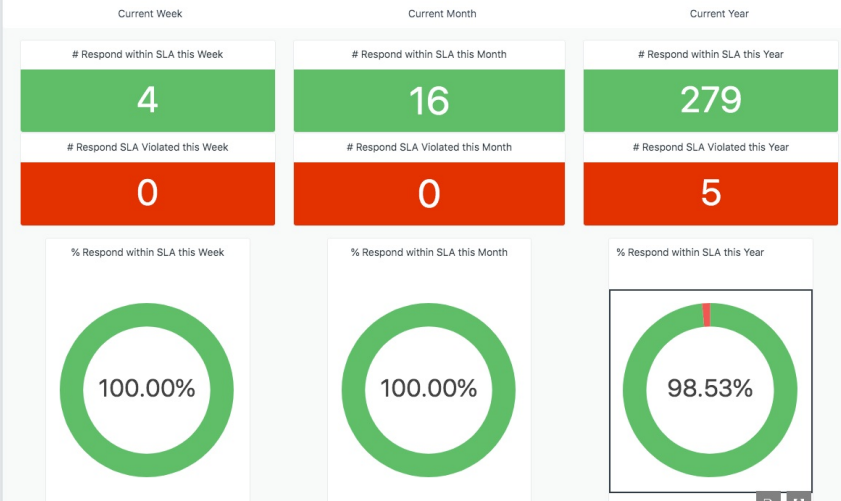 Current Week
Current Month
Current Year
# Respond within SLA this Week
# Respond within SLA this Month
# Respond within SLA this Year
4
16
279
# Respond SLA Violated this Week
# Respond SLA Violated this Month
# Respond SLA Violated this Year
0
0
5
% Respond within SLA this Week
% Respond within SLA this Month
% Respond within SLA this Year
100.00%
100.00%
98.53%